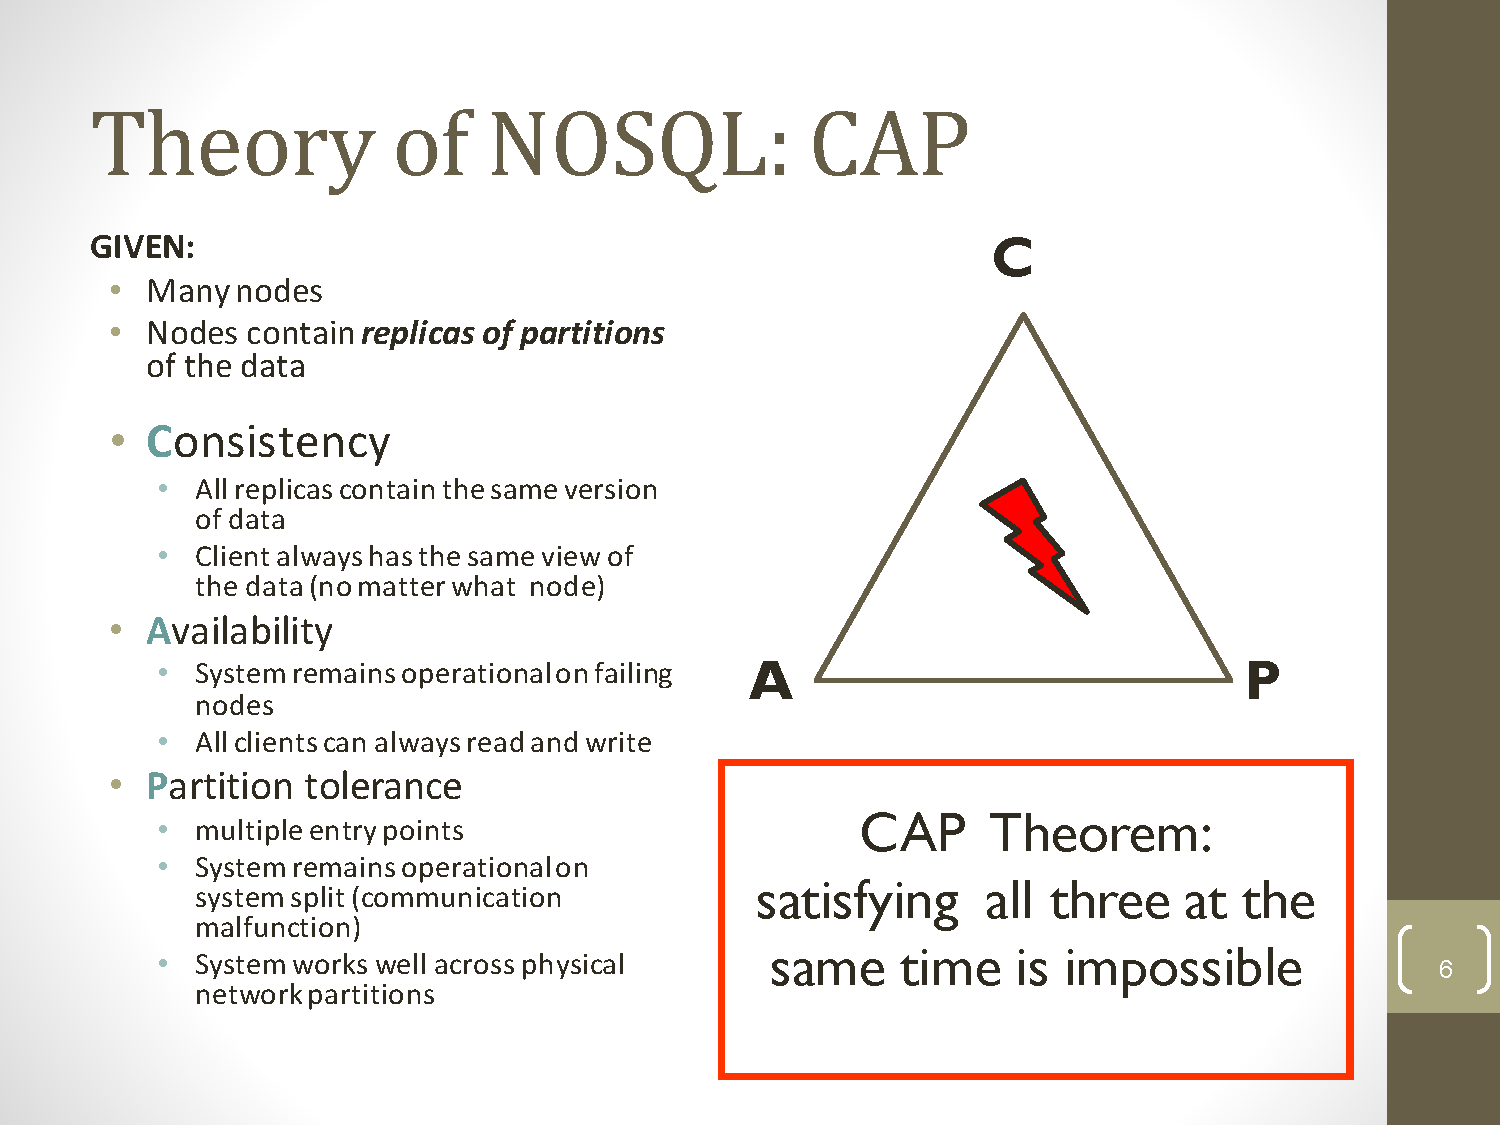 Theory of NOSQL: CAP
GIVEN:
• Many nodes
• Nodes contain replicas of partitions
of the data
• Consistency
• All replicas contain the same version
of data
• Client always has the same view of
the data (no matter what node)
• Availability
• System remains operational on failing
nodes
• All clients can always read and write
• Partition tolerance
• multiple entry points
• System remains operational on
system split (communication
malfunction)
• System works well across physical
network partitions
C
A
P
CAP Theorem:
satisfying all three at the
same time is impossible
6